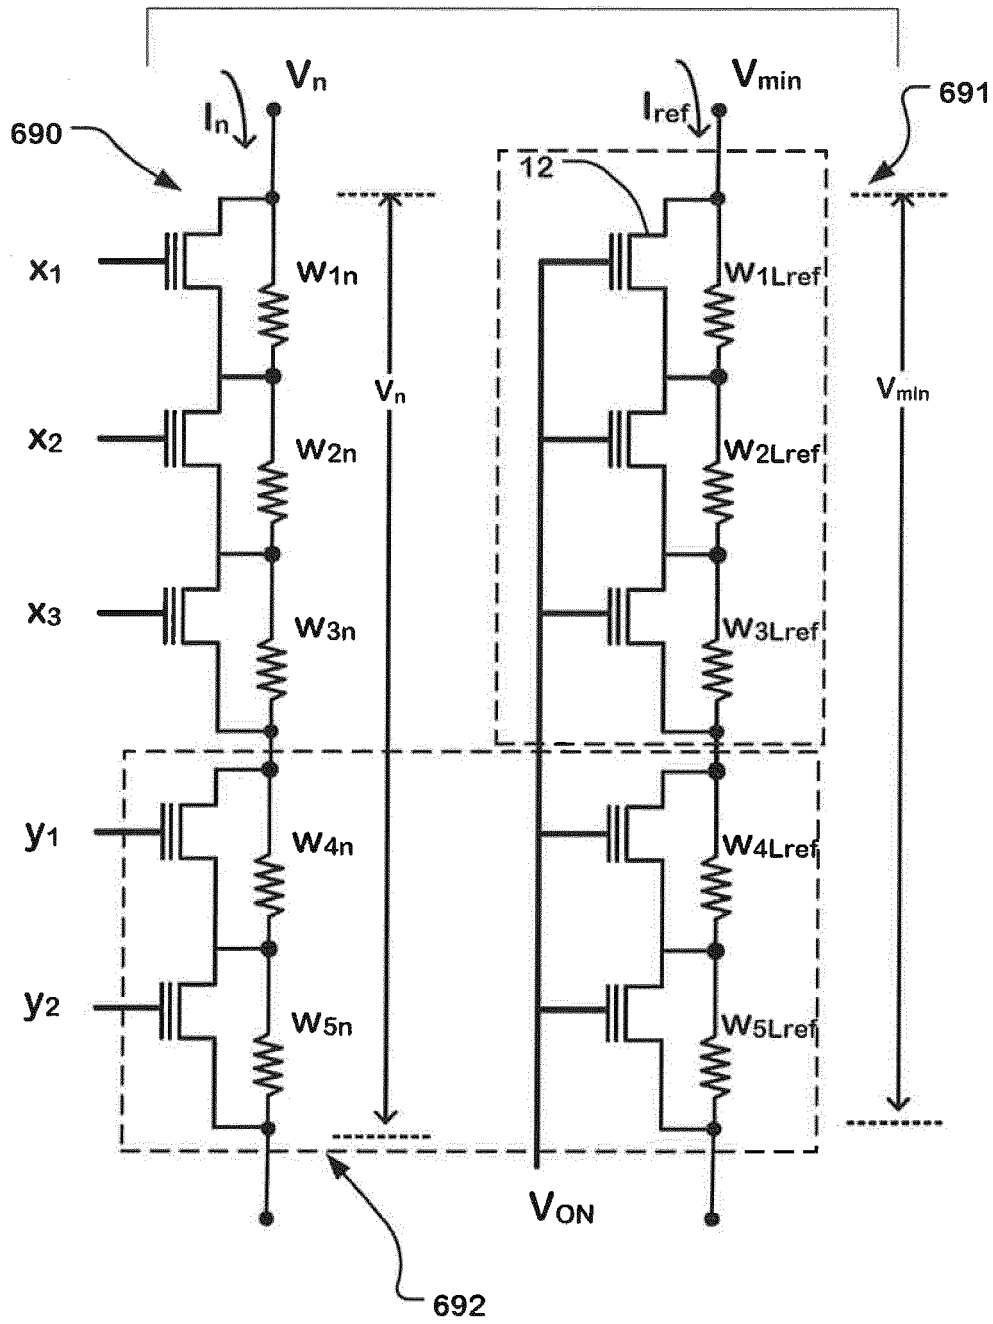 Vn
Vmin
In
Iref
690
691
12
x1
w1n
w1Lref
Vn
Vmin
x2
w2n
w2Lref
x3
w3n
w3Lref
y1
w4n
w4Lref
y2
w5n
w5Lref
VON
692